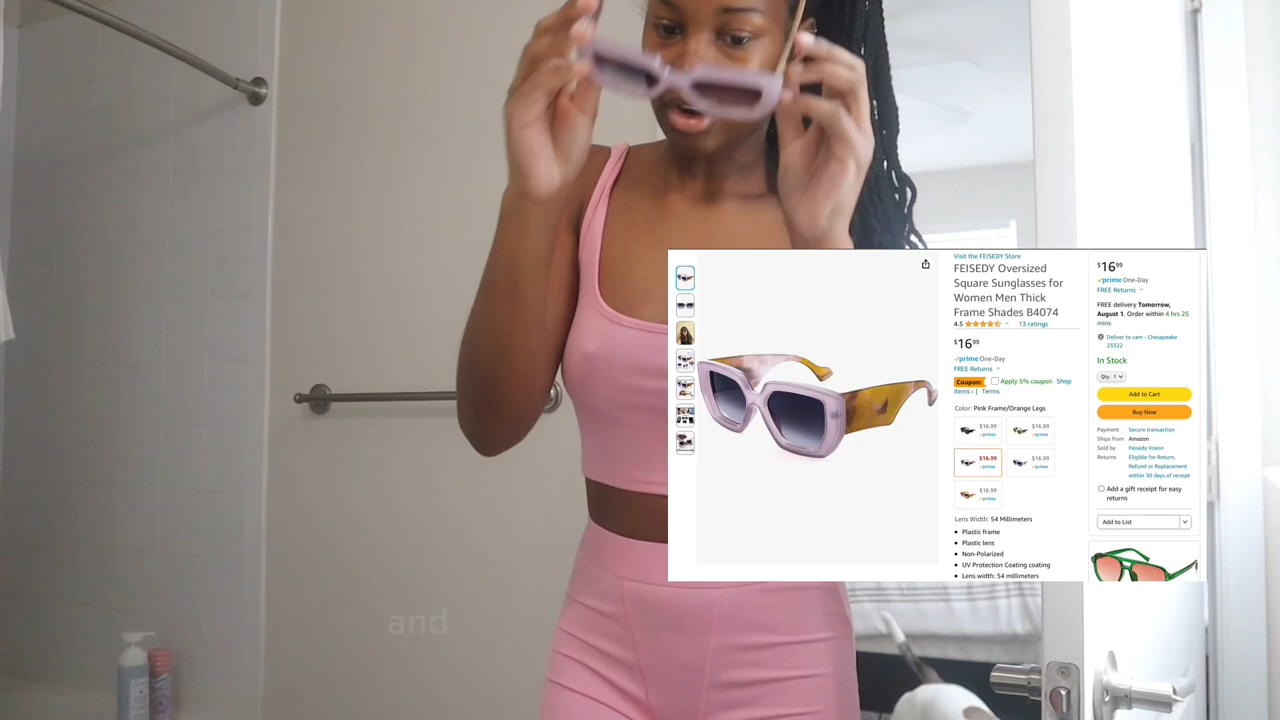 Visit the FEISEDY Store
FEISEDY Oversized
Square Sunglasses for
Women Men Thick
Frame Shades B4074
4.5
13 ratings
$16.99
prime One-Day
FREE Returns
Coupon:
Apply 5% coupon Shop
items › | Terms
Color: Pink Frame/Orange Legs
$16.99
prime
$16.99
prime
$16.99
prime
$16.99
prime
$16.99
prime
Lens Width: 54 Millimeters
• Plastic frame
• Plastic lens
• Non-Polarized
• UV Protection Coating coating
• Lens width: 54 millimeters
$16.99
prime One-Day
FREE Returns
FREE delivery Tomorrow,
August 1. Order within 4 hrs 25
mins
Deliver to cam - Chesapeake
23322
In Stock
Qty: 1
Add to Cart
Buy Now
Payment Secure transaction
Ships from Amazon
Sold by Feisedy Vision
Returns Eligible for Return,
Refund or Replacement
within 30 days of receipt
Add a gift receipt for easy
returns
Add to List
and